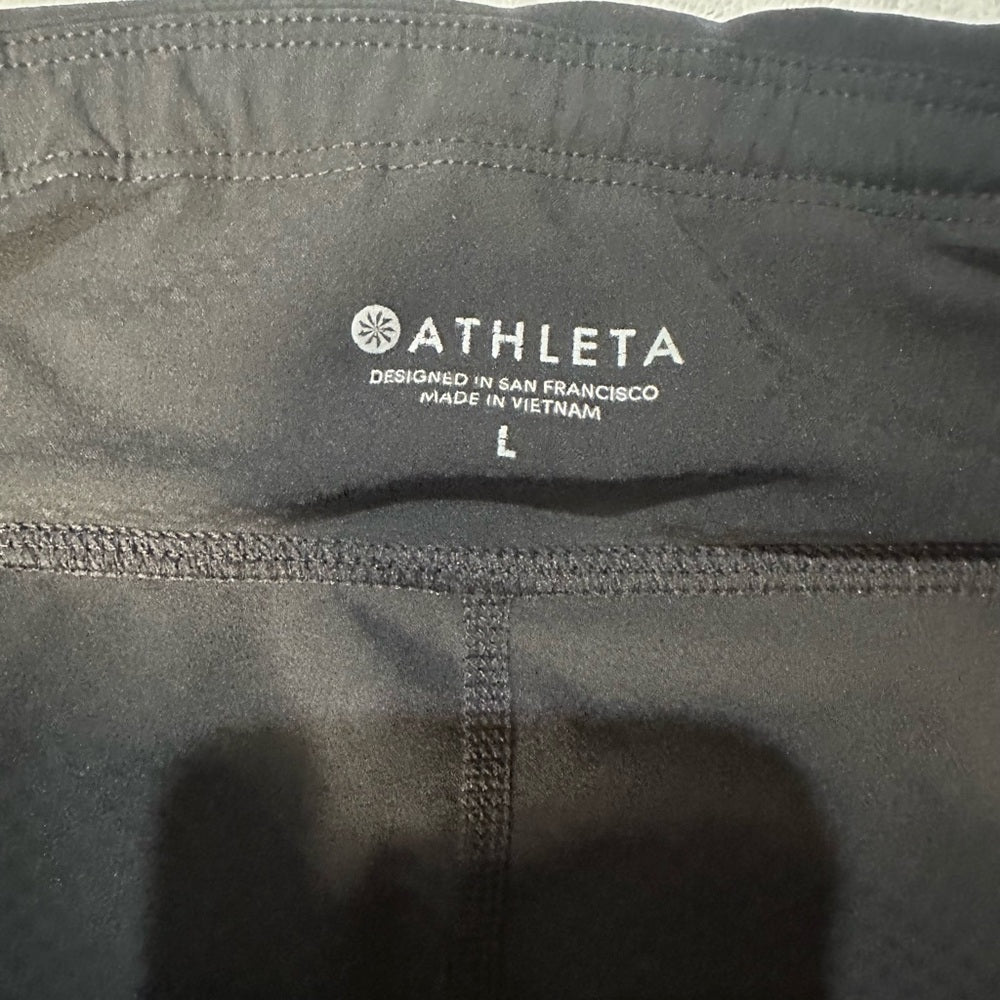 ATHLETA
DESIGNED IN SAN FRANCISCO
MADE IN VIETNAM
L